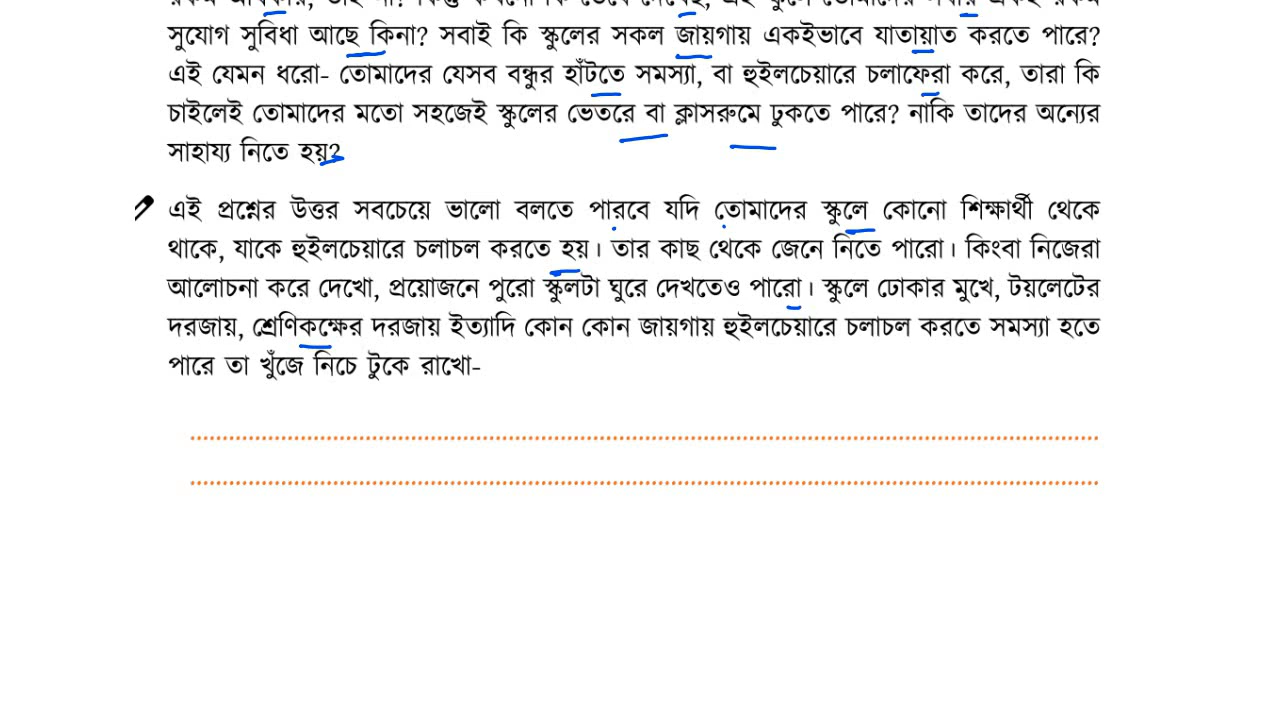 সুযোগ সুবিধা আছে কিনা? সবাই কি স্কুলের সকল জায়গায় একইভাবে যাতায়াত করতে পারে?
এই যেমন ধরো- তোমাদের যেসব বন্ধুর হাঁটতে সমস্যা, বা হুইলচেয়ারে চলাফেরা করে, তারা কি
চাইলেই তোমাদের মতো সহজেই স্কুলের ভেতরে বা ক্লাসরুমে ঢুকতে পারে? নাকি তাদের অন্যের
সাহায্য নিতে হয়?
এই প্রশ্নের উত্তর সবচেয়ে ভালো বলতে পারবে যদি তোমাদের স্কুলে কোনো শিক্ষার্থী থেকে
থাকে, যাকে হুইলচেয়ারে চলাচল করতে হয়। তার কাছ থেকে জেনে নিতে পারো। কিংবা নিজেরা
আলোচনা করে দেখো, প্রয়োজনে পুরো স্কুলটা ঘুরে দেখতেও পারো। স্কুলে ঢোকার মুখে, টয়লেটের
দরজায়, শ্রেণিকক্ষের দরজায় ইত্যাদি কোন কোন জায়গায় হুইলচেয়ারে চলাচল করতে সমস্যা হতে
পারে তা খুঁজে নিচে টুকে রাখো-